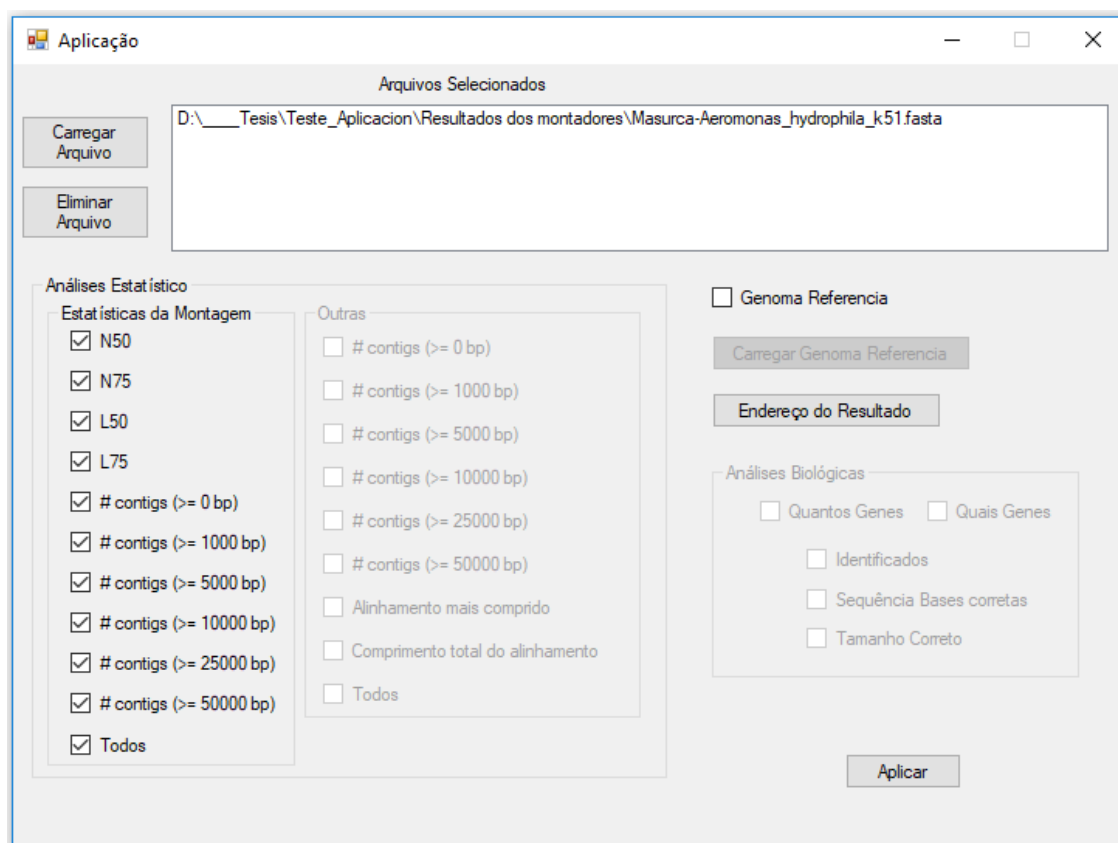 Aplicação
Arquivos Selecionados
Carregar
Arquivo
D:\____Tesis\Teste_Aplicacion\Resultados dos montadores\Masurca-Aeromonas_hydrophila_k51.fasta
Eliminar
Arquivo
Análises Estatístico
Estatísticas da Montagem
N50
N75
L50
L75
# contigs (>= 0 bp)
# contigs (>= 1000 bp)
# contigs (>= 5000 bp)
# contigs (>= 10000 bp)
# contigs (>= 25000 bp)
# contigs (>= 50000 bp)
Todos
Outras
# contigs (>= 0 bp)
# contigs (>= 1000 bp)
# contigs (>= 5000 bp)
# contigs (>= 10000 bp)
# contigs (>= 25000 bp)
# contigs (>= 50000 bp)
Alinhamento mais comprido
Comprimento total do alinhamento
Todos
Genoma Referencia
Carregar Genoma Referencia
Endereço do Resultado
Análises Biológicas
Quantos Genes Quais Genes
Identificados
Sequência Bases corretas
Tamanho Correto
Aplicar